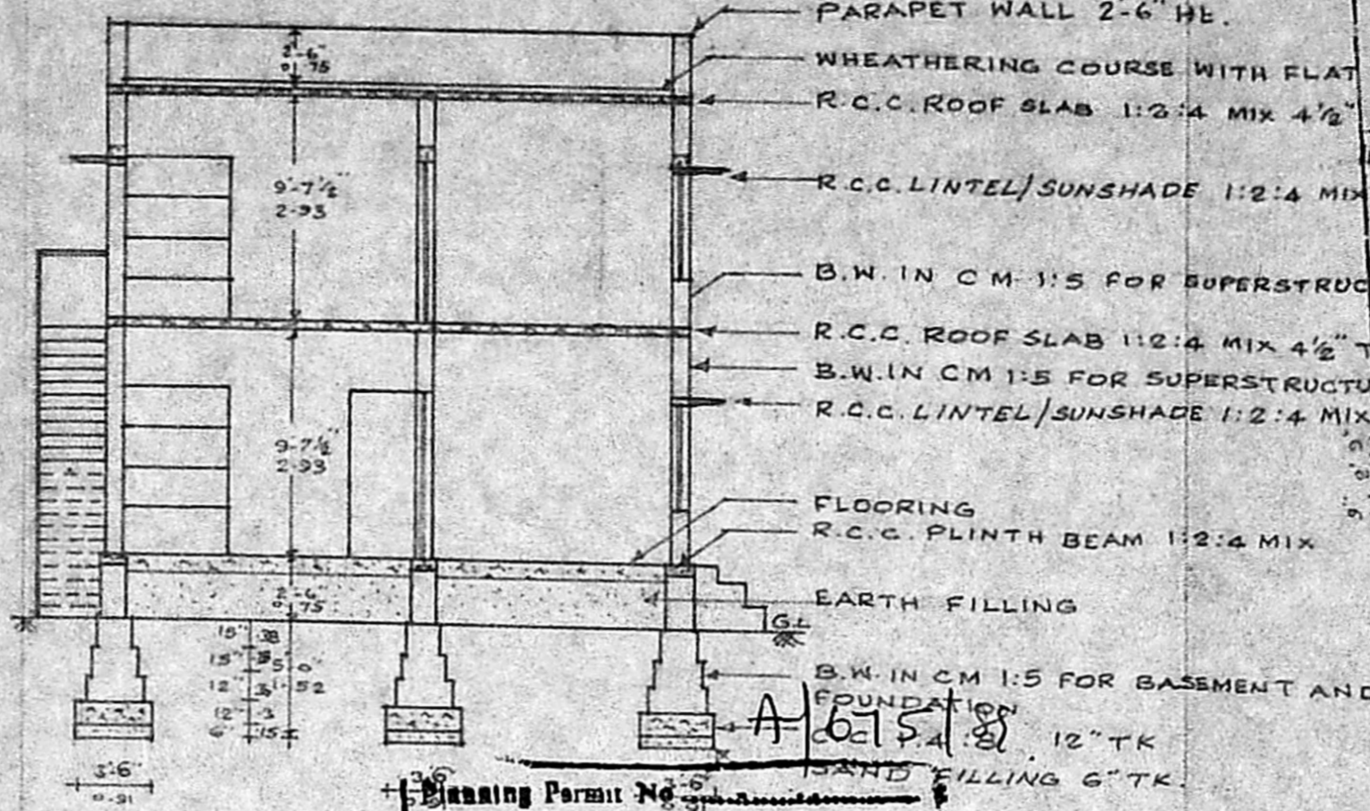 PARAPET WALL 2-6" Ht.
WHEATHERING COURSE WITH FLAT
R.C.C. ROOF SLAB 1:2:4 MIX 4½"
R.C.C. LINTEL/SUNSHADE 1:2:4 MIX
B.W. IN CM 1:5 FOR SUPERSTRUC
R.C.C. ROOF SLAB 1:2:4 MIX 4½" T
B.W. IN CM 1:5 FOR SUPERSTRUCTU
R.C.C. LINTEL/SUNSHADE 1:2:4 MIX
FLOORING
R.C.C. PLINTH BEAM 1:2:4 MIX
EARTH FILLING
G.L
B.W. IN CM 1:5 FOR BASEMENT AND
FOUNDATION
12" TK
SAND FILLING 6" TK.
2-6"
0.75
9-7½"
2-93
9-7½"
2-93
2-6
0.75
15" 38
15"
12"
12"
6" 15
5-0"
1.52
3'6"
0-91
3'6"
3'6"
Planning Permit No